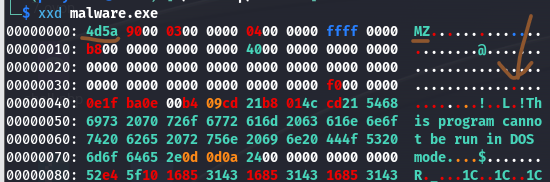 └─$ xxd malware.exe
00000000: 4d5a 9000 0300 0000 0400 0000 ffff 0000  MZ..............
00000010: b800 0000 0000 0000 4000 0000 0000 0000  ........@.......
00000020: 0000 0000 0000 0000 0000 0000 0000 0000  ................
00000030: 0000 0000 0000 0000 0000 0000 f000 0000  ................
00000040: 0e1f ba0e 00b4 09cd 21b8 014c cd21 5468  ........!..L.!Th
00000050: 6973 2070 726f 6772 616d 2063 616e 6e6f  is program canno
00000060: 7420 6265 2072 756e 2069 6e20 444f 5320  t be run in DOS
00000070: 6d6f 6465 2e0d 0d0a 2400 0000 0000 0000  mode....$.......
00000080: 52e4 5f10 1685 3143 1685 3143 1685 3143  R._...1C..1C..1C